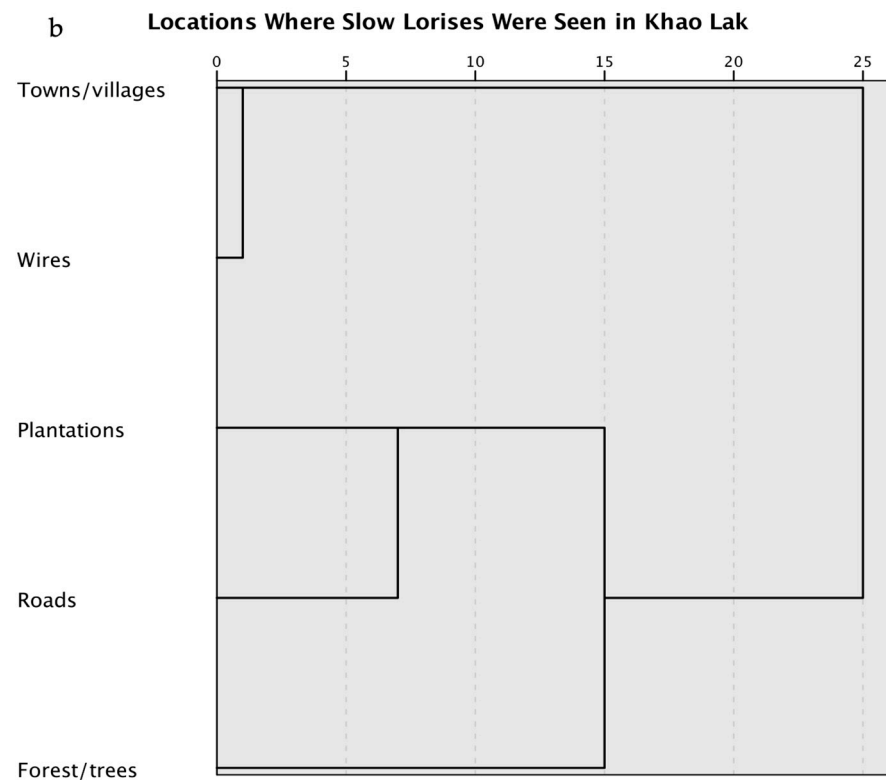 b
Locations Where Slow Lorises Were Seen in Khao Lak
0 5 10 15 20 25
Towns/villages
Wires
Plantations
Roads
Forest/trees